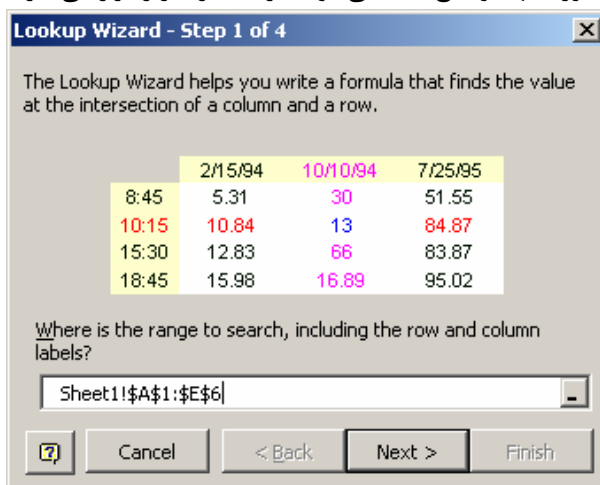 Lookup Wizard - Step 1 of 4
The Lookup Wizard helps you write a formula that finds the value
at the intersection of a column and a row.
2/15/94 10/10/94 7/25/95
8:45 5.31 30 51.55
10:15 10.84 13 84.87
15:30 12.83 66 83.87
18:45 15.98 16.89 95.02
Where is the range to search, including the row and column
labels?
Sheet1!$A$1:$E$6
Cancel < Back Next > Finish